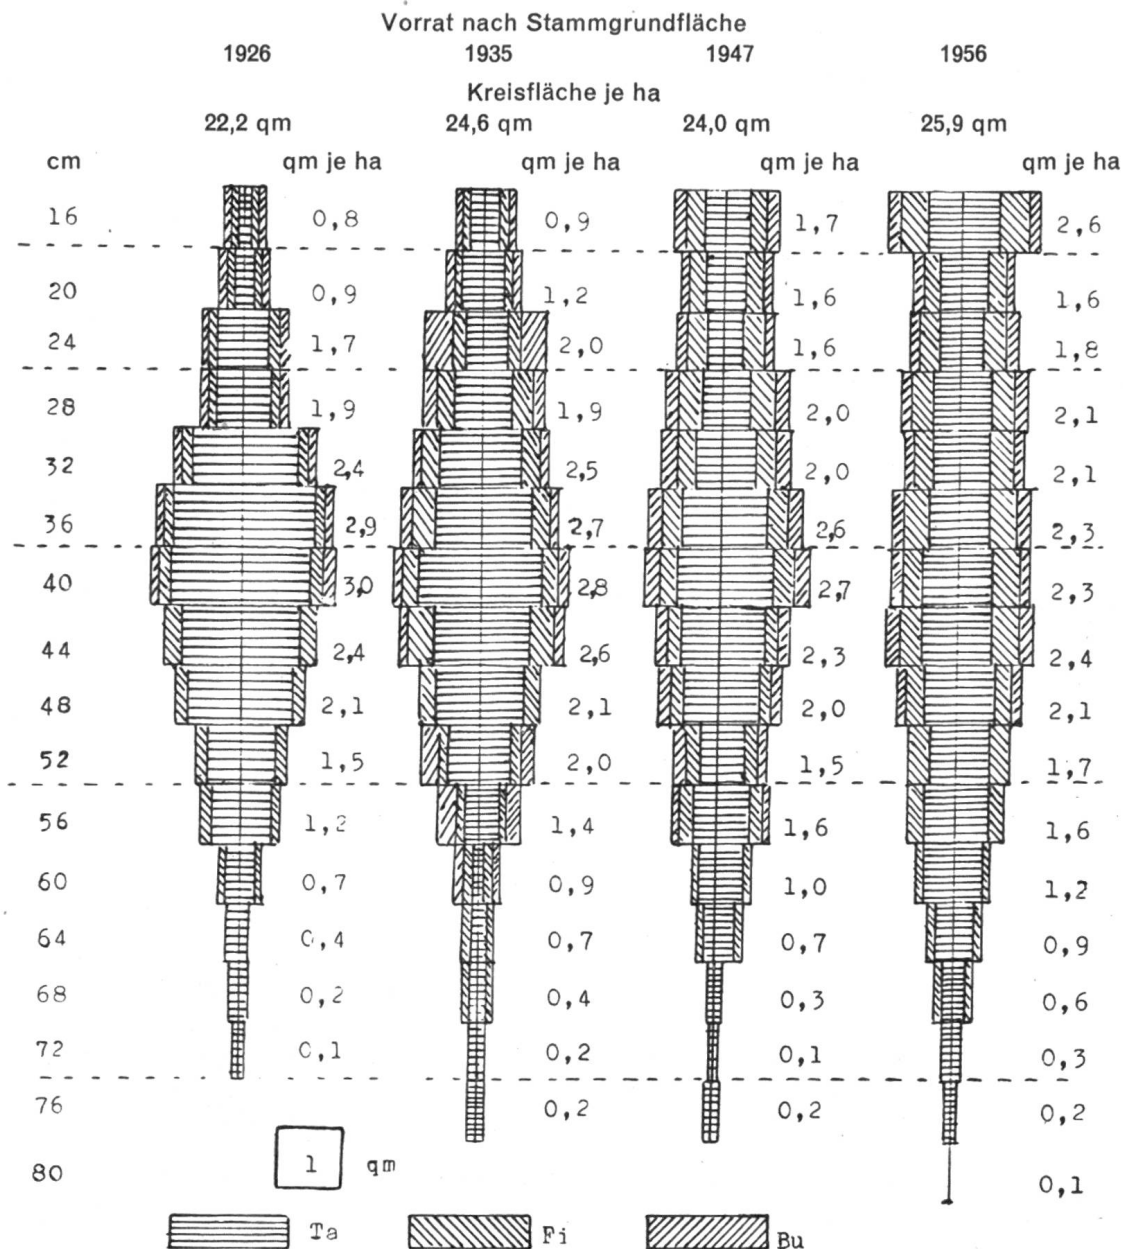 Vorrat nach Stammgrundfläche
1926 1935 1947 1956
Kreisfläche je ha
22,2 qm 24,6 qm 24,0 qm 25,9 qm
cm qm je ha qm je ha qm je ha qm je ha
16 0,8 0,9 1,7 2,6
20 0,9 1,2 1,6 1,6
24 1,7 2,0 1,6 1,8
28 1,9 1,9 2,0 2,1
32 2,4 2,5 2,0 2,1
36 2,9 2,7 2,6 2,3
40 3,0 2,8 2,7 2,3
44 2,4 2,6 2,3 2,4
48 2,1 2,1 2,0 2,1
52 1,5 2,0 1,5 1,7
56 1,2 1,4 1,6 1,6
60 0,7 0,9 1,0 1,2
64 0,4 0,7 0,7 0,9
68 0,2 0,4 0,3 0,6
72 0,1 0,2 0,1 0,3
76 0,2 0,2 0,2
1 qm
80 0,1
Ta Fi Bu